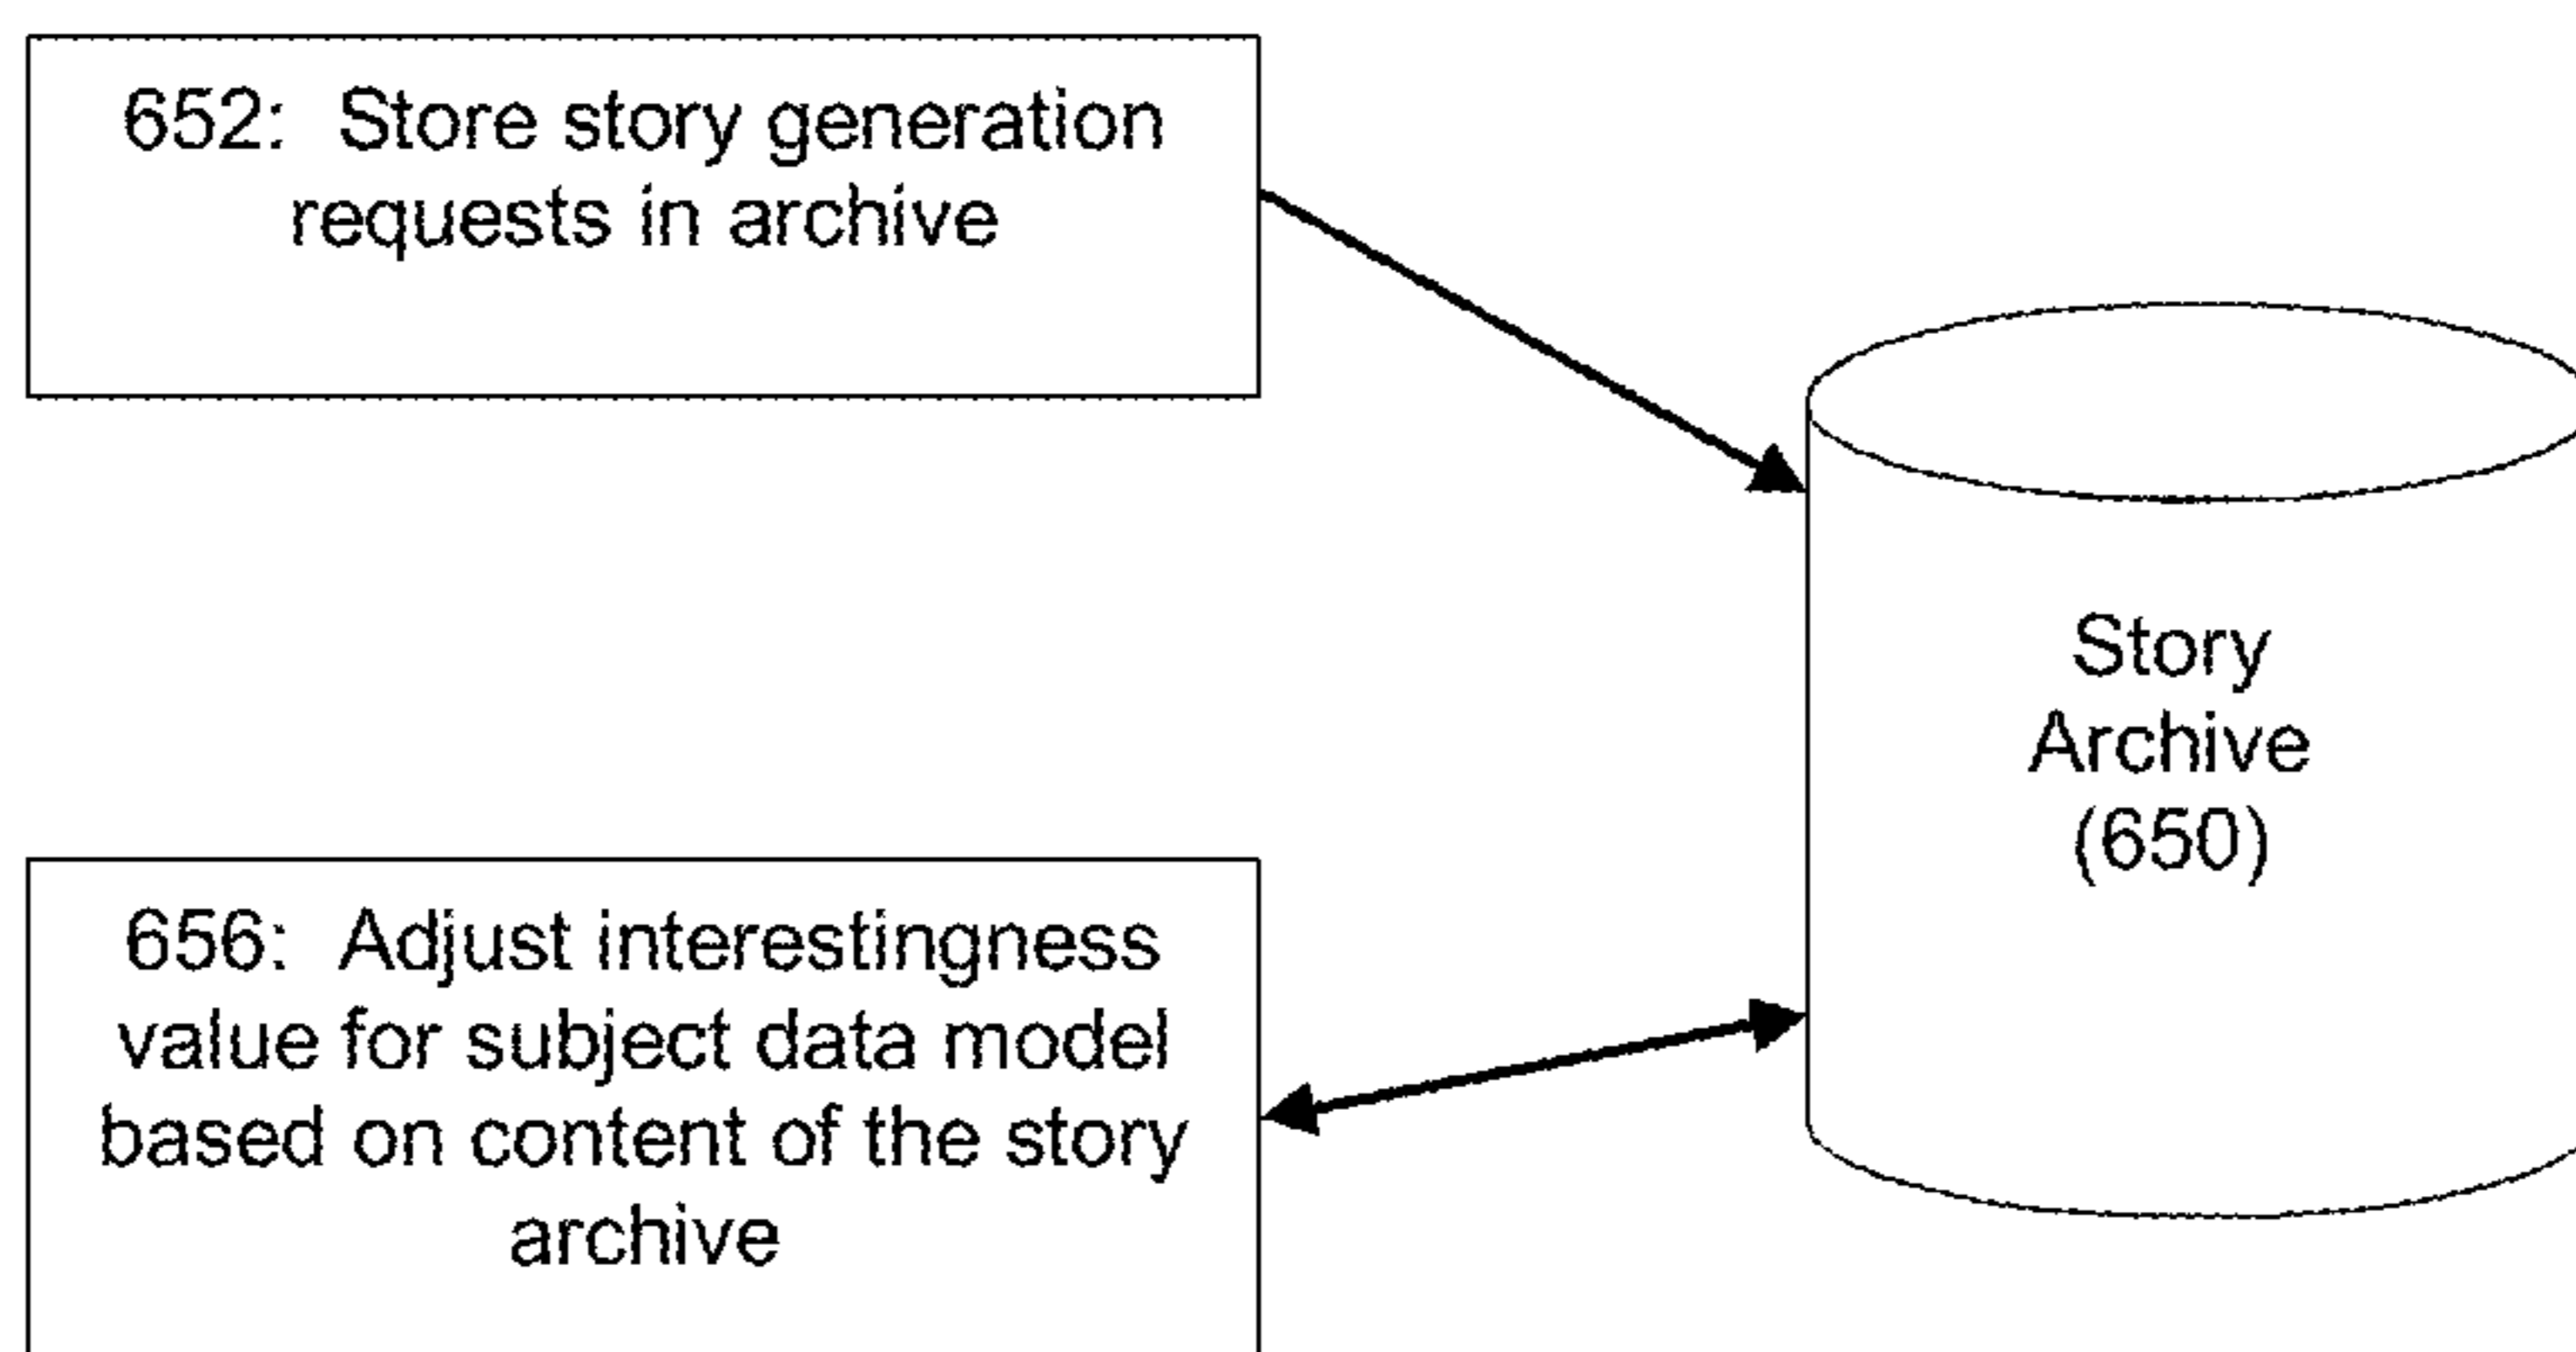 652:  Store story generation
requests in archive
Story
Archive
(650)
656:  Adjust interestingness
value for subject data model
based on content of the story
archive